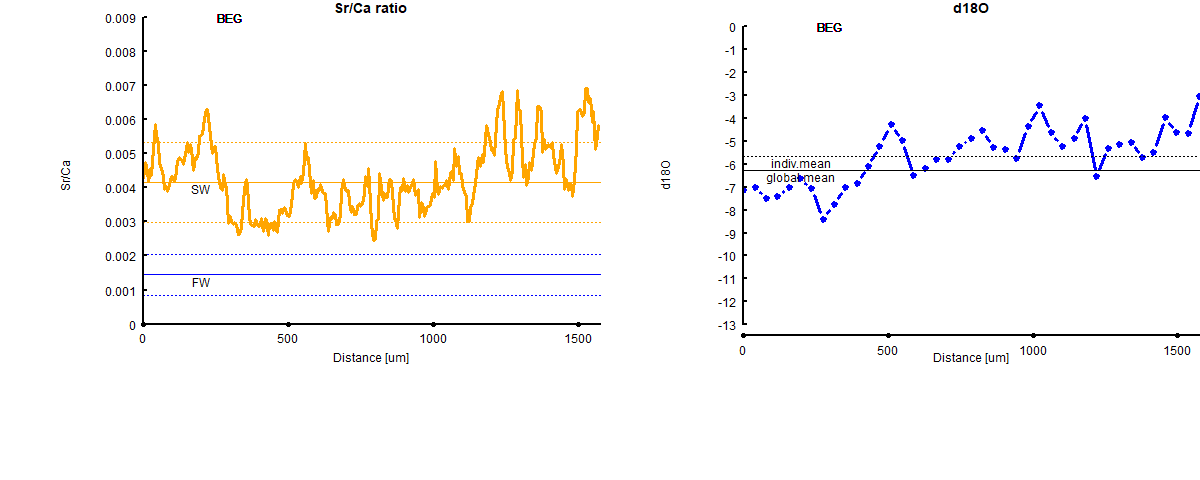 Sr/Ca ratio
BEG
0.009
0.008
0.007
0.006
0.005
0.004
0.003
0.002
0.001
0
Sr/Ca
SW
FW
0 500 1000 1500
Distance [um]
d18O
BEG
0
-1
-2
-3
-4
-5
-6
-7
-8
-9
-10
-11
-12
-13
d18O
indiv.mean
global mean
0 500 1000 1500
Distance [um]